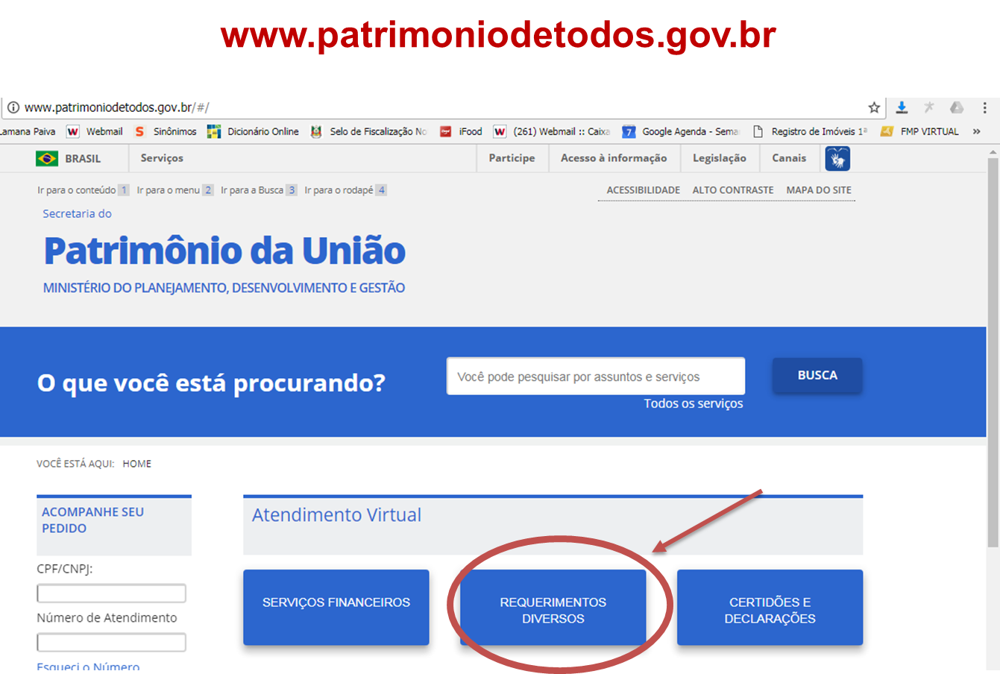 www.patrimoniodetodos.gov.br
www.patrimoniodetodos.gov.br/#/
Lamana Paiva W Webmail S Sinônimos Dicionário Online Selo de Fiscalização No iFood W (261) Webmail :: Caixa 7 Google Agenda - Sema Registro de Imóveis 1ª FMP VIRTUAL »
BRASIL Serviços Participe Acesso à informação Legislação Canais
Ir para o conteúdo 1 Ir para o menu 2 Ir para a Busca 3 Ir para o rodapé 4 ACESSIBILIDADE ALTO CONTRASTE MAPA DO SITE
Secretaria do
Patrimônio da União
MINISTÉRIO DO PLANEJAMENTO, DESENVOLVIMENTO E GESTÃO
O que você está procurando?
Você pode pesquisar por assuntos e serviços
BUSCA
Todos os serviços
VOCÊ ESTÁ AQUI: HOME
ACOMPANHE SEU
PEDIDO
CPF/CNPJ:
Número de Atendimento
Esqueci o Número
Atendimento Virtual
SERVIÇOS FINANCEIROS
REQUERIMENTOS
DIVERSOS
CERTIDÕES E
DECLARAÇÕES